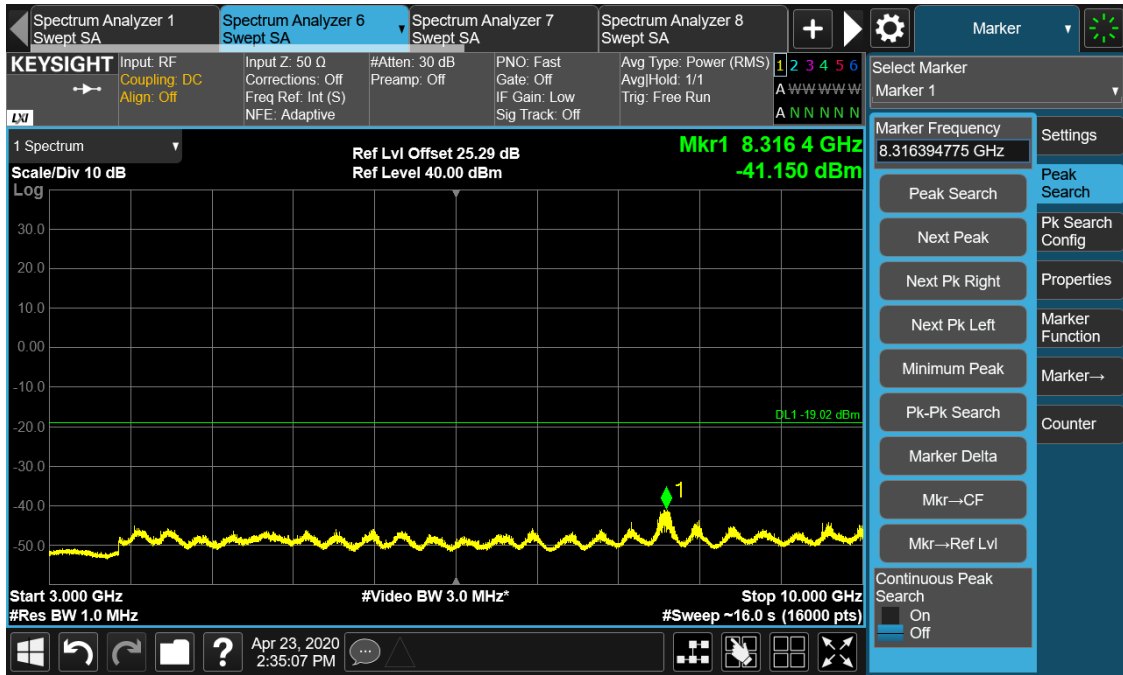 Spectrum Analyzer 1
Swept SA
Spectrum Analyzer 6
Swept SA
Spectrum Analyzer 7
Swept SA
Spectrum Analyzer 8
Swept SA
+
Marker
KEYSIGHT
LXI
Input: RF
Coupling: DC
Align: Off
Input Z: 50 Ω
Corrections: Off
Freq Ref: Int (S)
NFE: Adaptive
#Atten: 30 dB
Preamp: Off
PNO: Fast
Gate: Off
IF Gain: Low
Sig Track: Off
Avg Type: Power (RMS)
Avg|Hold: 1/1
Trig: Free Run
1 2 3 4 5 6
A W W W W W
A N N N N N
Select Marker
Marker 1
1 Spectrum
Scale/Div 10 dB
Log
Ref Lvl Offset 25.29 dB
Ref Level 40.00 dBm
Mkr1 8.316 4 GHz
-41.150 dBm
30.0
20.0
10.0
0.00
-10.0
-20.0
-30.0
-40.0
-50.0
DL1 -19.02 dBm
1
Start 3.000 GHz
#Res BW 1.0 MHz
#Video BW 3.0 MHz*
Stop 10.000 GHz
#Sweep ~16.0 s (16000 pts)
Marker Frequency
8.316394775 GHz
Peak Search
Next Peak
Next Pk Right
Next Pk Left
Minimum Peak
Pk-Pk Search
Marker Delta
Mkr→CF
Mkr→Ref Lvl
Continuous Peak
Search
On
Off
Settings
Peak
Search
Pk Search
Config
Properties
Marker
Function
Marker→
Counter
?
Apr 23, 2020
2:35:07 PM